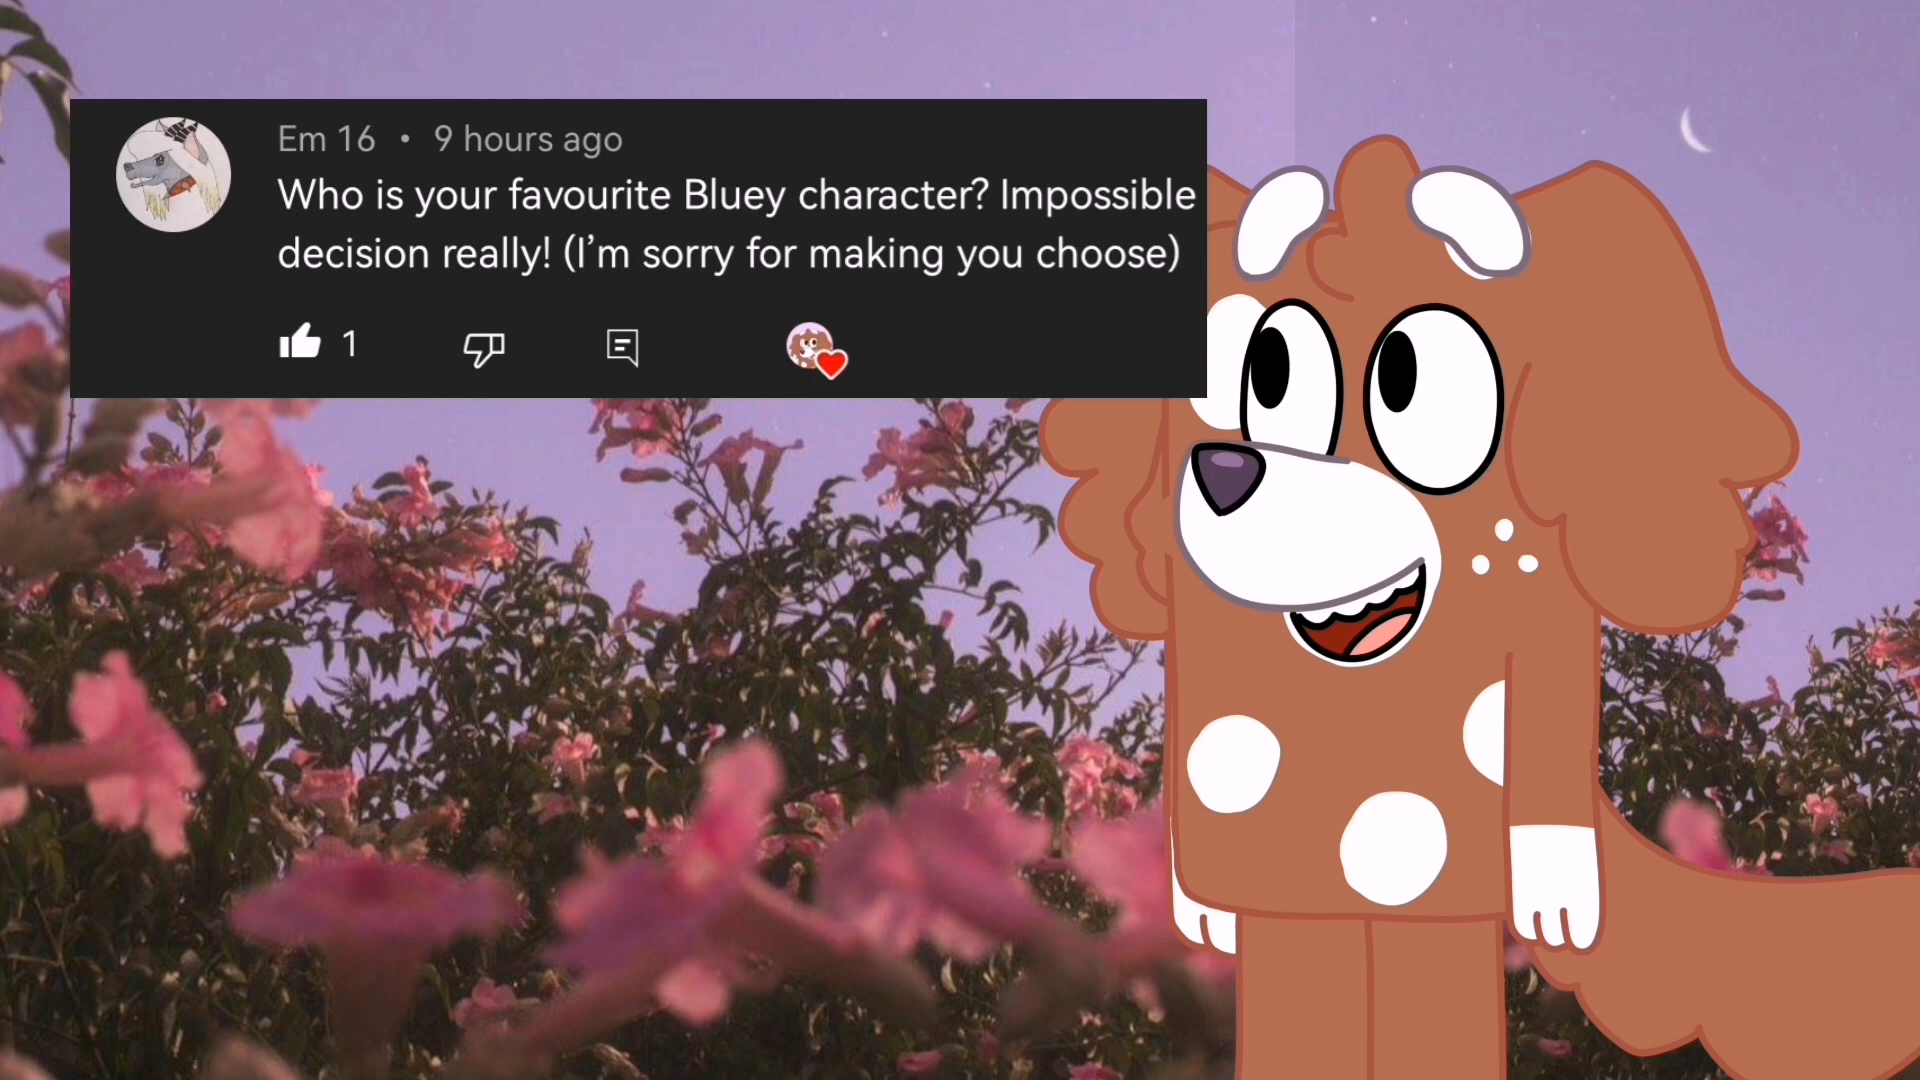 Em 16 • 9 hours ago
Who is your favourite Bluey character? Impossible
decision really! (I'm sorry for making you choose)
1